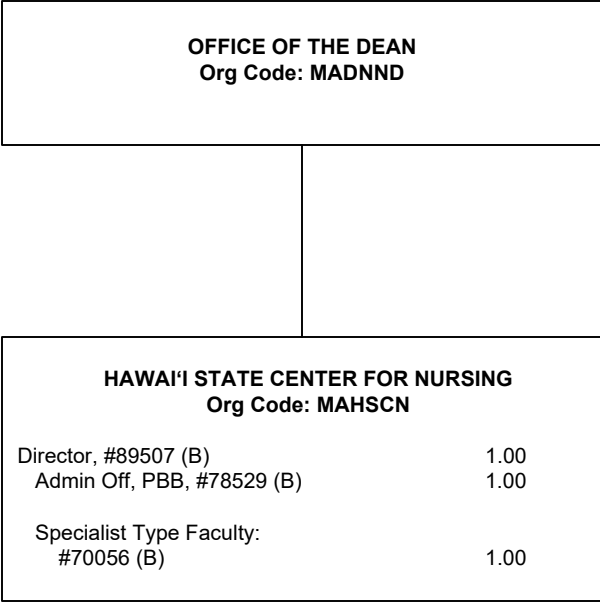 OFFICE OF THE DEAN
Org Code: MADNND
HAWAIʻI STATE CENTER FOR NURSING
Org Code: MAHSCN
Director, #89507 (B) 1.00
Admin Off, PBB, #78529 (B) 1.00
Specialist Type Faculty:
#70056 (B) 1.00